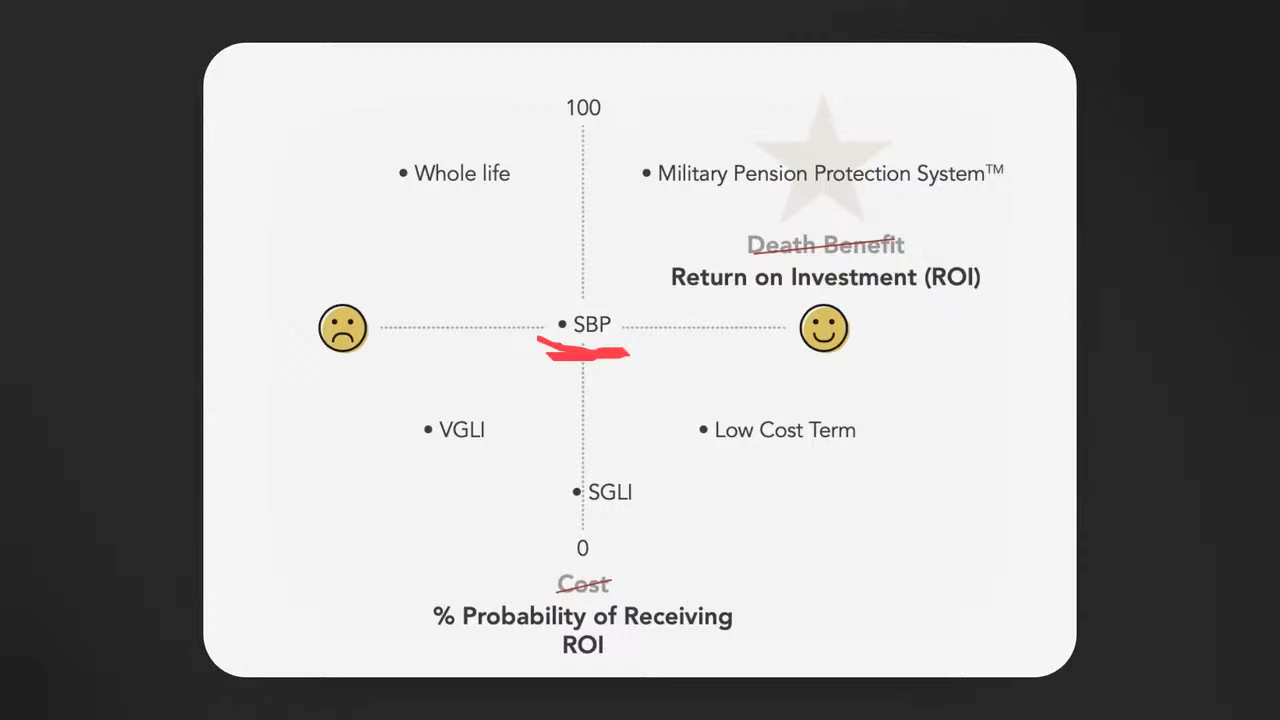 100
• Whole life
• Military Pension Protection System™
Death Benefit
Return on Investment (ROI)
• SBP
• VGLI
• Low Cost Term
• SGLI
0
Cost
% Probability of Receiving
ROI